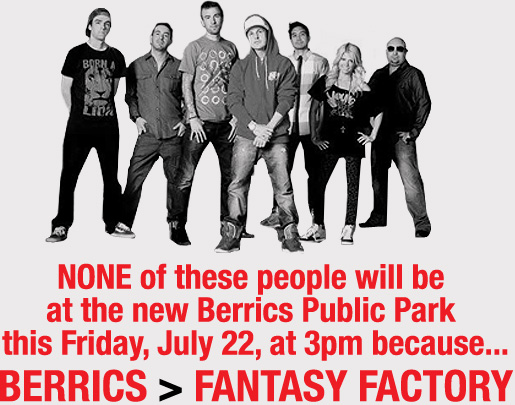 BORN A
LION
NONE of these people will be
at the new Berrics Public Park
this Friday, July 22, at 3pm because...
BERRICS > FANTASY FACTORY